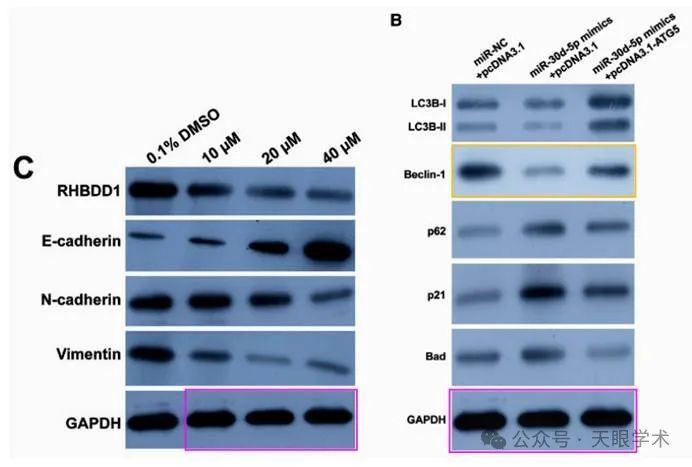 C
0.1% DMSO
10 µM
20 µM
40 µM
RHBDD1
E-cadherin
N-cadherin
Vimentin
GAPDH
B
miR-NC
+pcDNA3.1
miR-30d-5p mimics
+pcDNA3.1
miR-30d-5p mimics
+pcDNA3.1-ATG5
LC3B-I
LC3B-II
Beclin-1
p62
p21
Bad
GAPDH
公众号 · 天眼学术